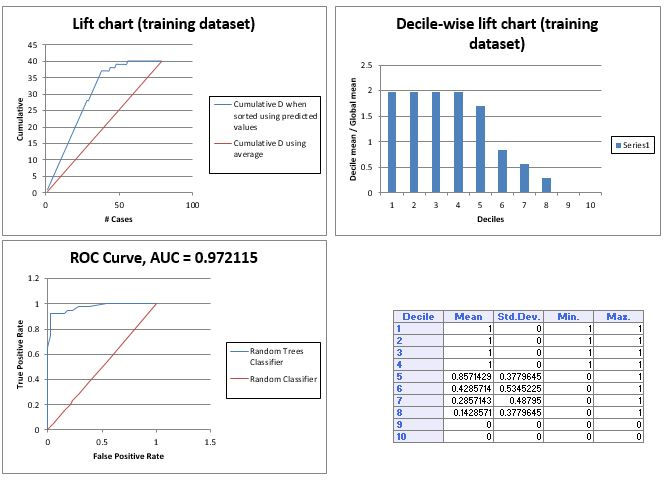 Lift chart (training dataset)
45
40
35
30
25
20
15
10
5
0
Cumulative
0 50 100
# Cases
Cumulative D when
sorted using predicted
values
Cumulative D using
average
Decile-wise lift chart (training
dataset)
2.5
2
1.5
1
0.5
0
Decile mean / Global mean
1 2 3 4 5 6 7 8 9 10
Deciles
Series1
ROC Curve, AUC = 0.972115
1.2
1
0.8
0.6
0.4
0.2
0
True Positive Rate
0 0.5 1 1.5
False Positive Rate
Random Trees
Classifier
Random Classifier
Decile Mean Std.Dev. Min. Max.
1 1 0 1 1
2 1 0 1 1
3 1 0 1 1
4 1 0 1 1
5 0.8571429 0.3779645 0 1
6 0.4285714 0.5345225 0 1
7 0.2857143 0.48795 0 1
8 0.1428571 0.3779645 0 1
9 0 0 0 0
10 0 0 0 0